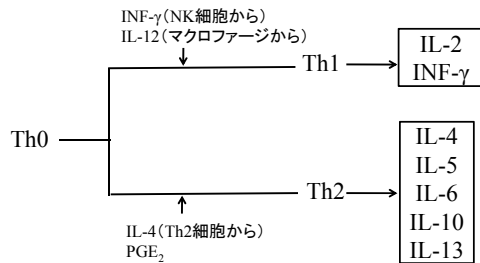 INF-γ(NK細胞から)
IL-12(マクロファージから)
Th1
IL-2
INF-γ
Th0
Th2
IL-4
IL-5
IL-6
IL-10
IL-13
IL-4(Th2細胞から)
PGE₂